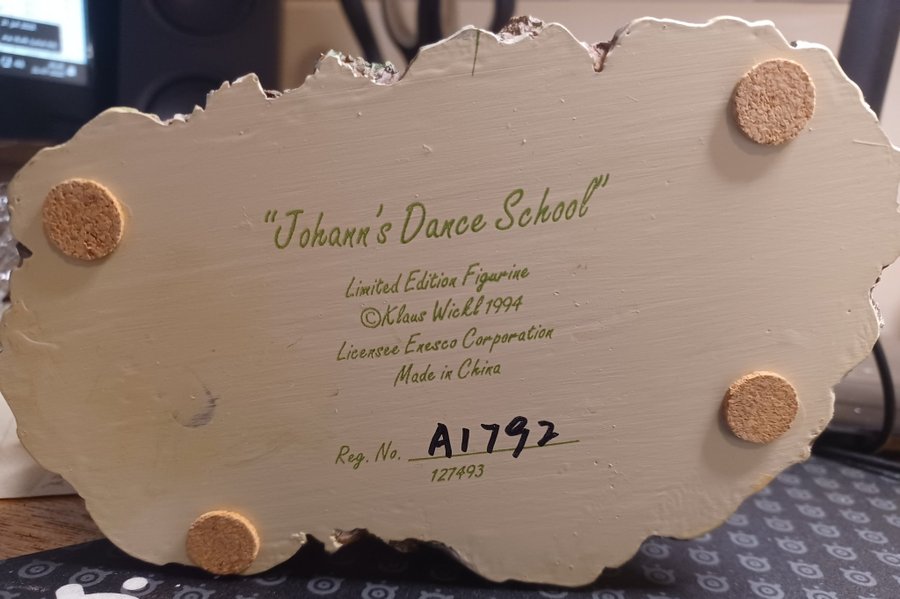 "Johann's Dance School"
Limited Edition Figurine
©Klaus Wickl 1994
Licensee Enesco Corporation
Made in China
Reg. No. A1792
127493